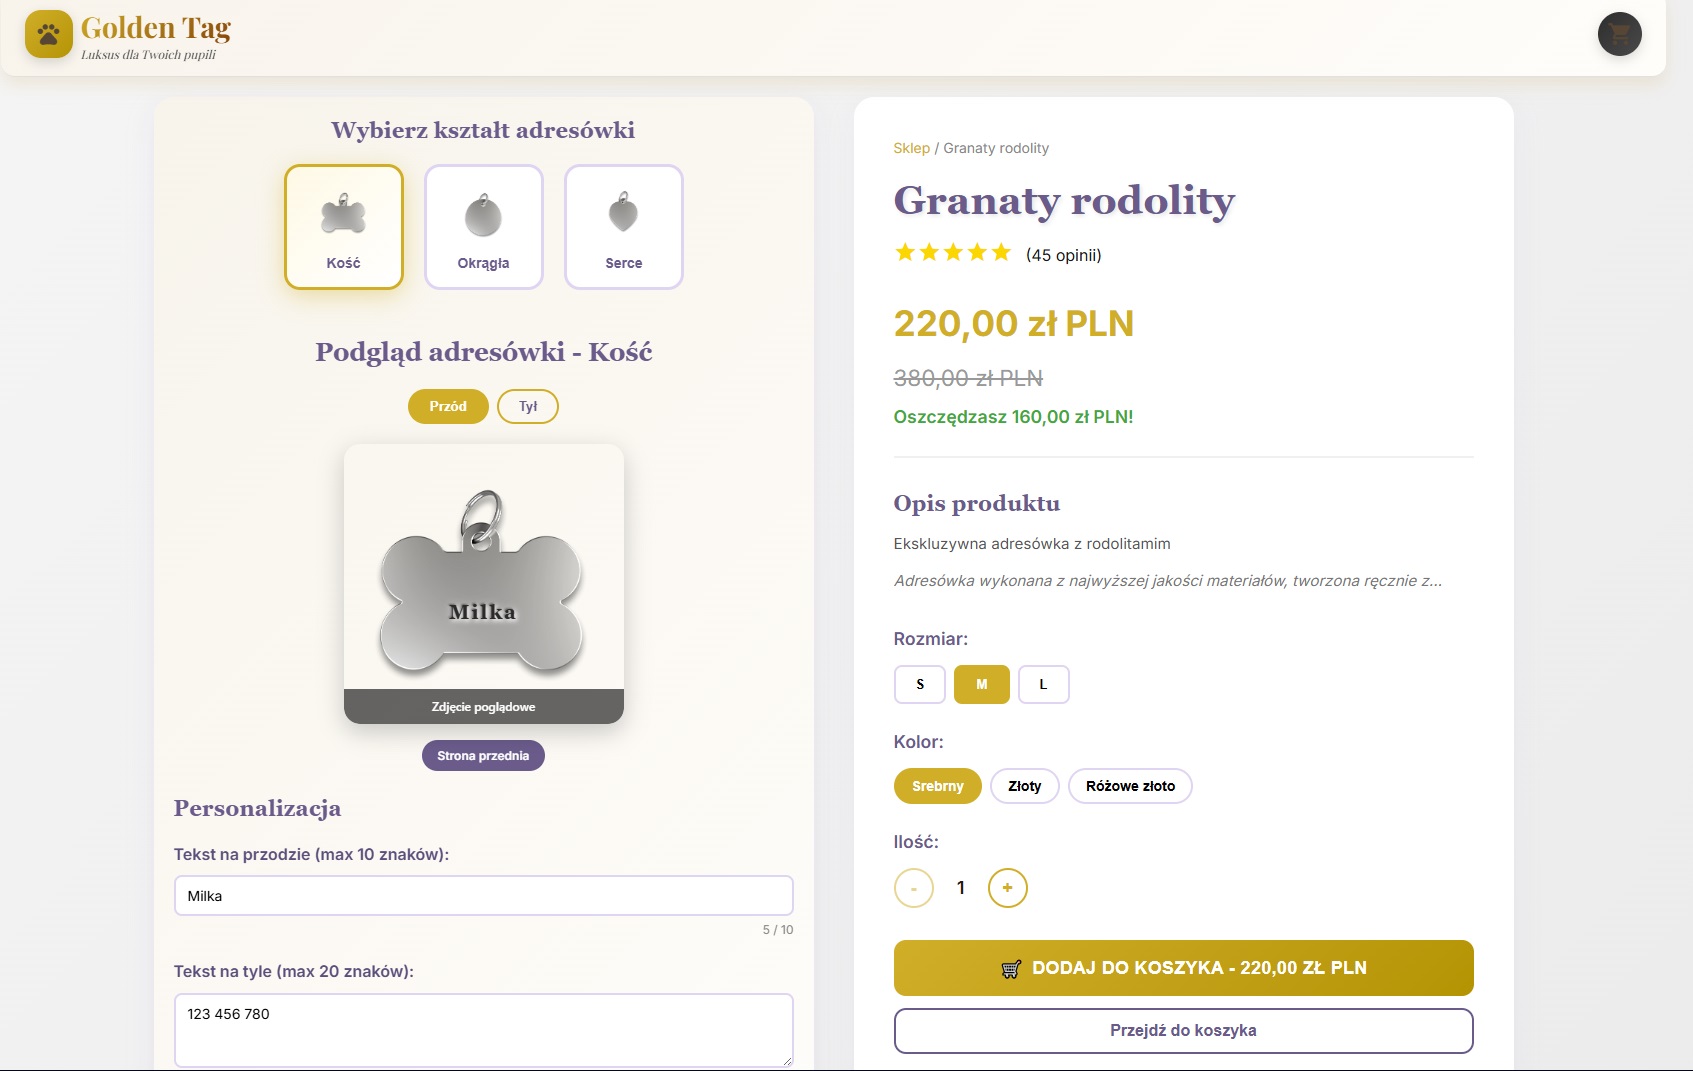 Golden Tag
Luksus dla Twoich pupili
Wybierz kształt adresówki
Kość
Okrągła
Serce
Podgląd adresówki - Kość
Przód
Tył
Milka
Zdjęcie poglądowe
Strona przednia
Personalizacja
Tekst na przodzie (max 10 znaków):
Milka
5 / 10
Tekst na tyle (max 20 znaków):
123 456 780
Sklep / Granaty rodolity
Granaty rodolity
(45 opinii)
220,00 zł PLN
380,00 zł PLN
Oszczędzasz 160,00 zł PLN!
Opis produktu
Ekskluzywna adresówka z rodolitamim
Adresówka wykonana z najwyższej jakości materiałów, tworzona ręcznie z...
Rozmiar:
S
M
L
Kolor:
Srebrny
Złoty
Różowe złoto
Ilość:
- 1 +
DODAJ DO KOSZYKA - 220,00 ZŁ PLN
Przejdź do koszyka